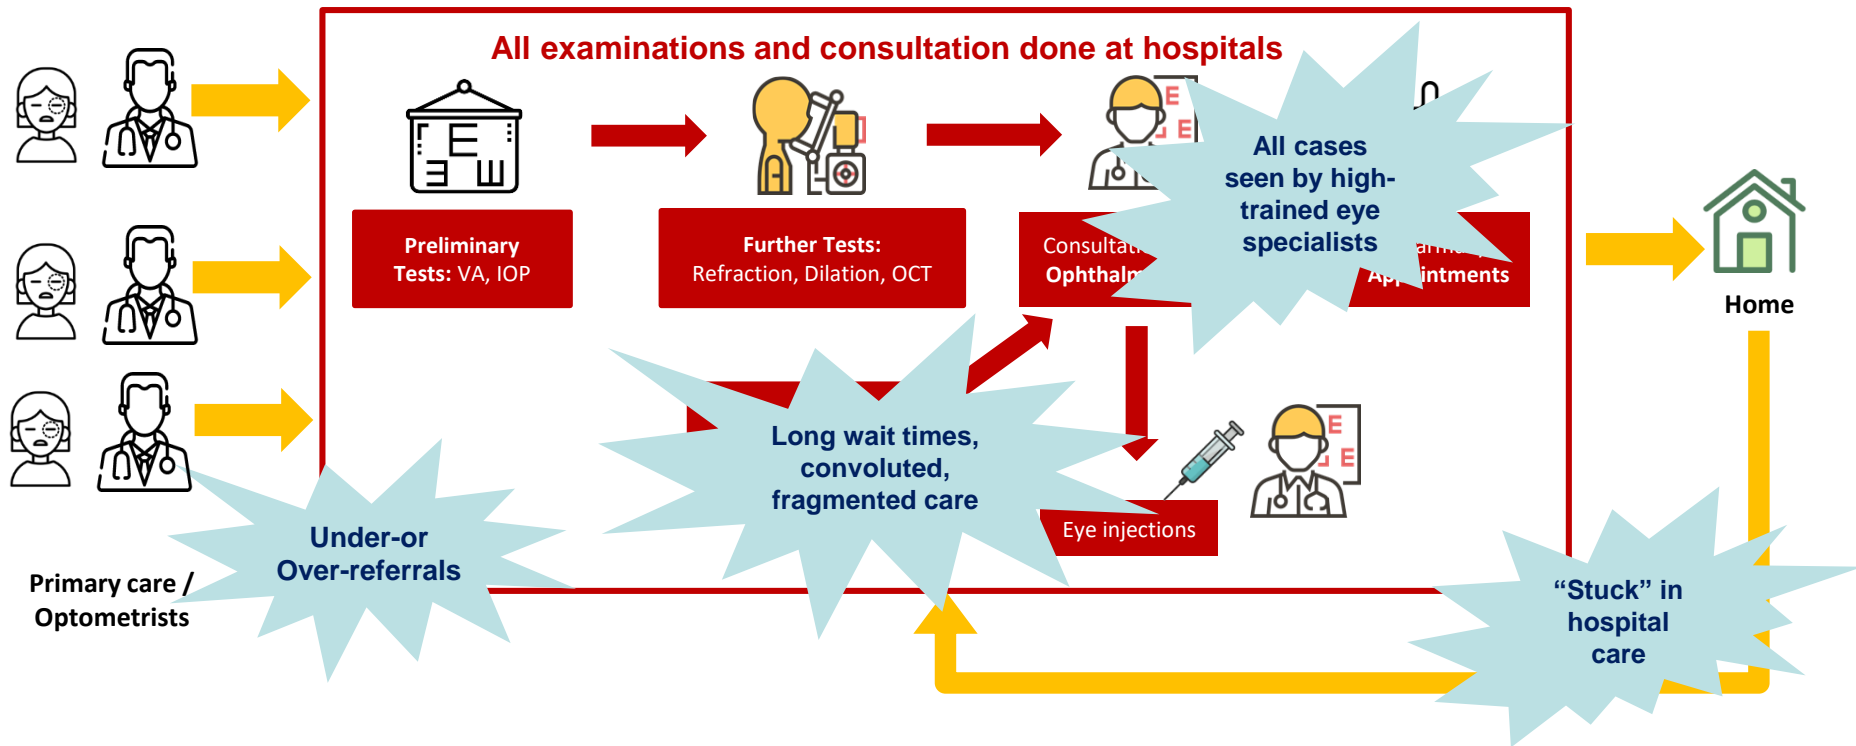 All examinations and consultation done at hospitals
E
E
E
E
All cases
seen by high-
trained eye
specialists
Preliminary
Tests: VA, IOP
Further Tests:
Refraction, Dilation, OCT
Home
Long wait times,
convoluted,
fragmented care
E
E
Eye injections
Under-or
Over-referrals
Primary care /
Optometrists
“Stuck” in
hospital
care